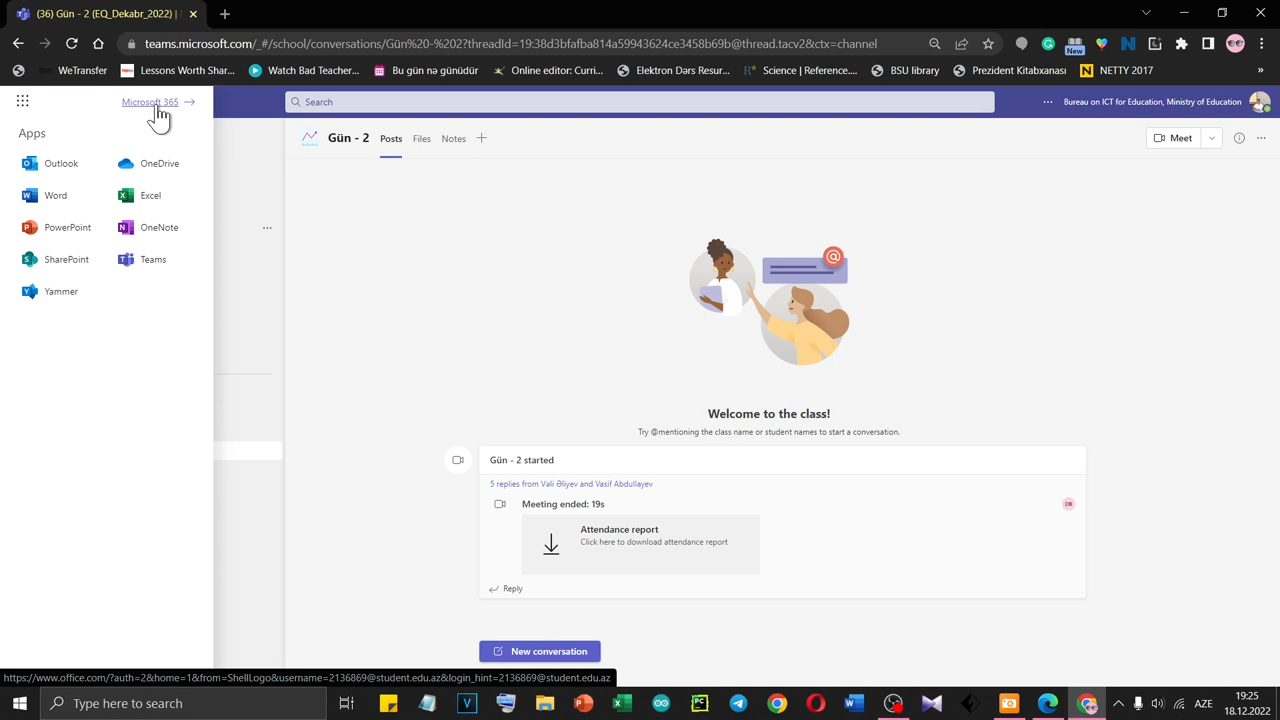 (36) Gün - 2 (EQ_Dekabr_2022) |
teams.microsoft.com/_#/school/conversations/Gün%20-%202?threadId=19:38d3bfafba814a59943624ce3458b69b@thread.tacv2&ctx=channel
New
WeTransfer
Lessons Worth Shar...
Watch Bad Teacher...
Bu gün nə günüdür
Online etiraz Curri...
Elektron Dərs Resur...
Science | Reference...
BSU library
Prezident Kitabxanası
NETTY 2017
»
Microsoft 365
Search
Bureau on ICT for Education, Ministry of Education
Apps
Gün - 2
Posts
Files
Notes
Meet
Outlook
OneDrive
Word
Excel
PowerPoint
OneNote
SharePoint
Teams
Yammer
Welcome to the class!
Try @mentioning the class name or student names to start a conversation.
Gün - 2 started
5 replies from Vəli Əliyev and Vasif Abdullayev
Meeting ended: 19s
DB
Attendance report
Click here to download attendance report
Reply
New conversation
https://www.office.com/?auth=2&home=1&from=ShellLogo&username=2136869@student.edu.az&login_hint=2136869@student.edu.az
Type here to search
AZE
19:25
18.12.2022